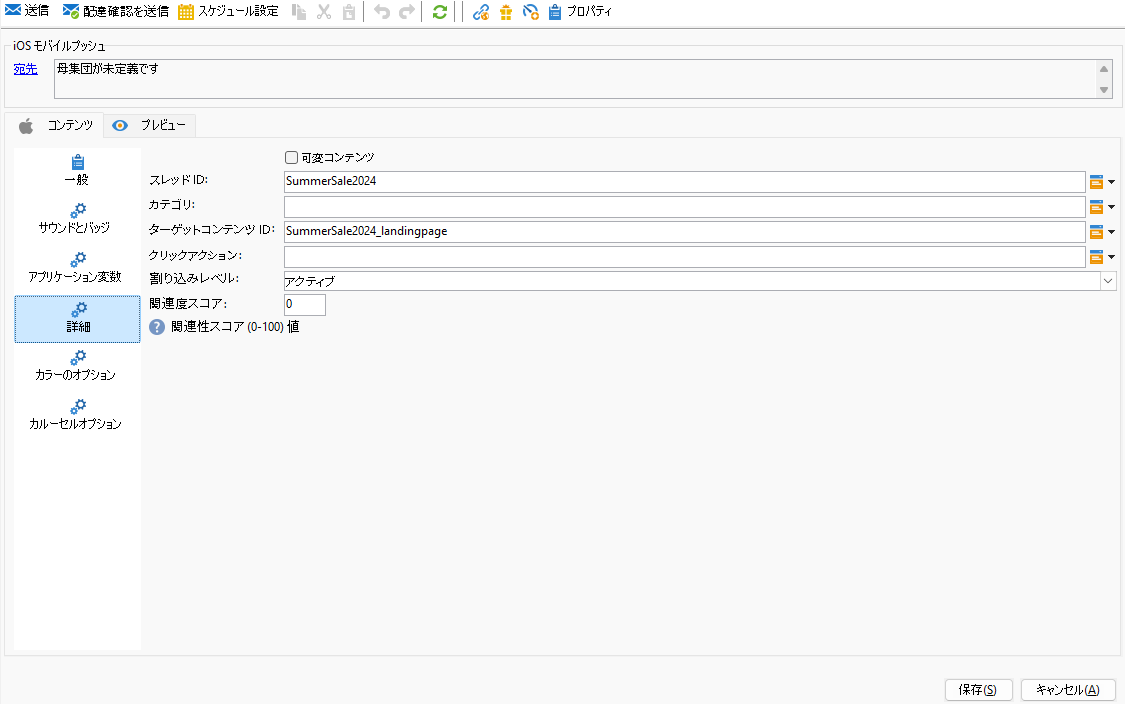 送信 配達確認を送信 スケジュール設定 プロパティ
iOS モバイルプッシュ
宛先 母集団が未定義です
コンテンツ プレビュー
可変コンテンツ
一般
スレッド ID: SummerSale2024
カテゴリ:
サウンドとバッジ
ターゲットコンテンツ ID: SummerSale2024_landingpage
クリックアクション:
アプリケーション変数
割り込みレベル: アクティブ
関連度スコア: 0
詳細
? 関連性スコア (0-100) 値
カラーのオプション
カルーセルオプション
保存(S) キャンセル(A)